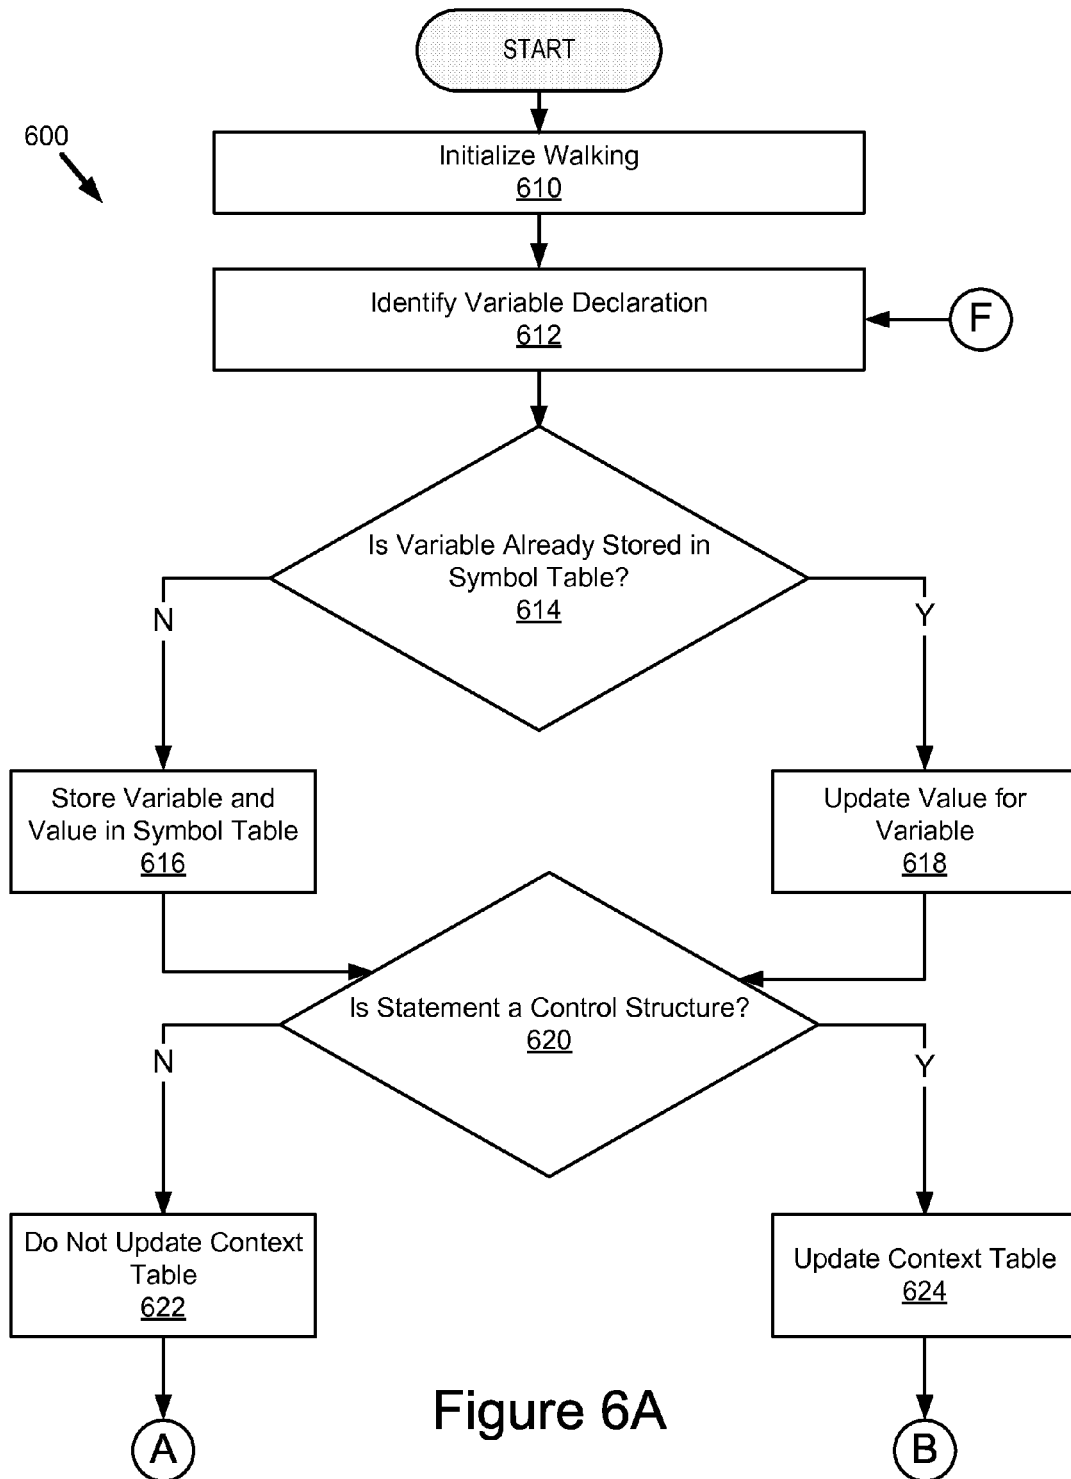 START
600
Initialize Walking
610
Identify Variable Declaration
612
F
Is Variable Already Stored in
Symbol Table?
614
N
Y
Store Variable and
Value in Symbol Table
616
Update Value for
Variable
618
Is Statement a Control Structure?
620
N
Y
Do Not Update Context
Table
622
Update Context Table
624
Figure 6A
A
B